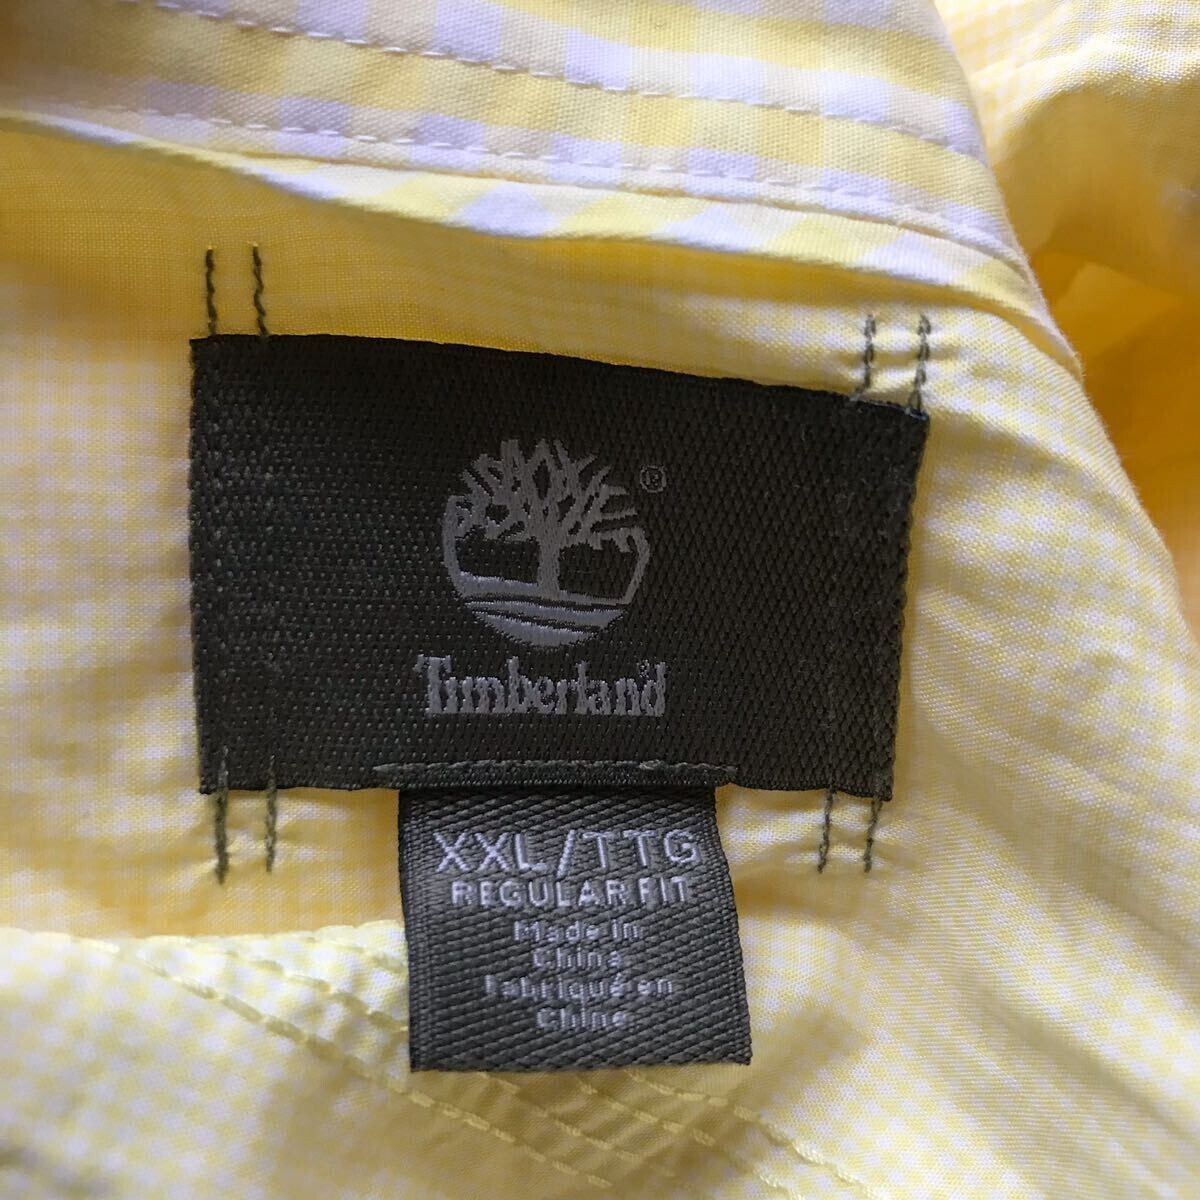 ®
Timberland
XXL/TTG
REGULAR FIT
Made in
China
Fabriqué en
Chine